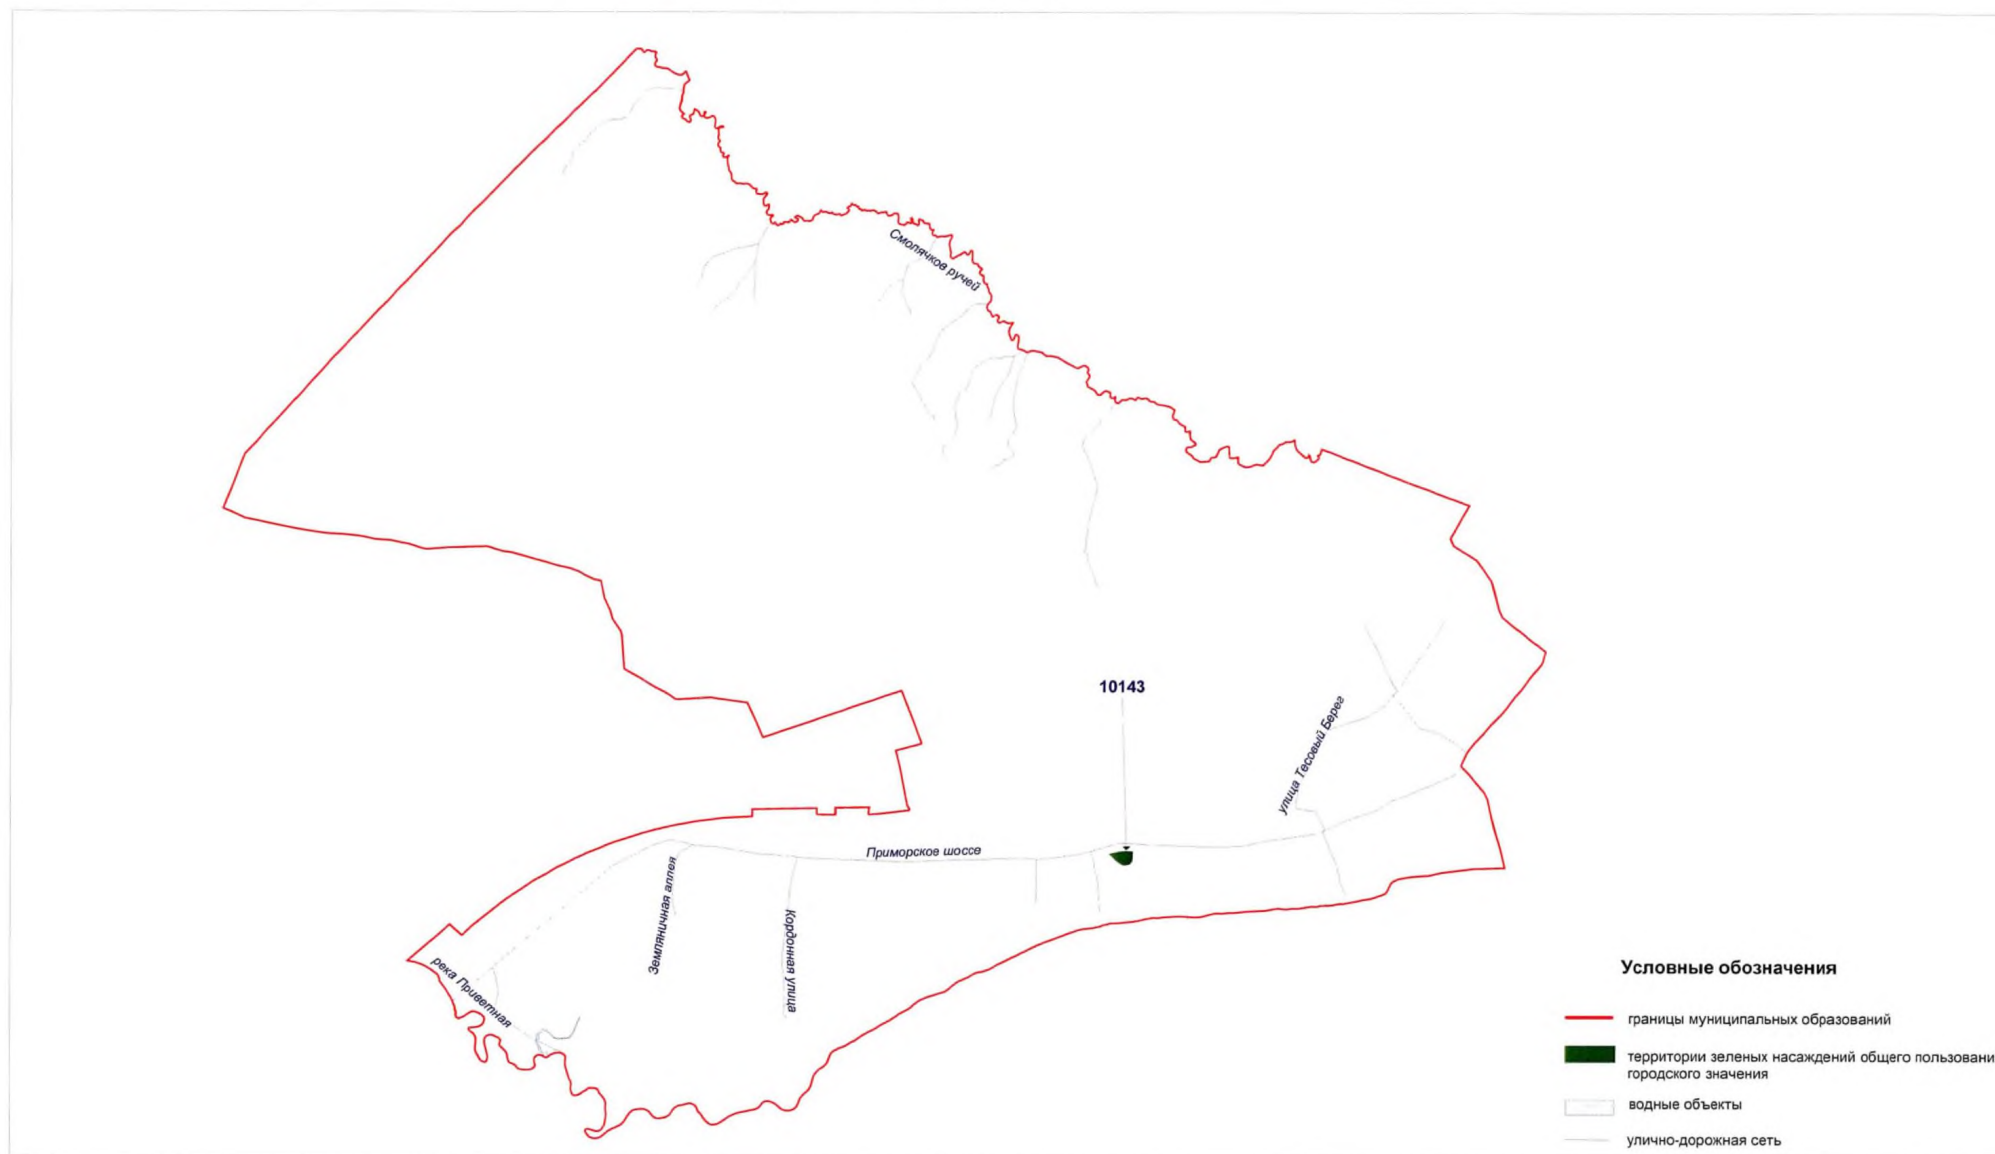 Смолячков ручей
10143
улица Тесовый Берег
Приморское шоссе
Земляничная аллея
Кордонная улица
река Приветная
Условные обозначения
границы муниципальных образований
территории зеленых насаждений общего пользовани
городского значения
водные объекты
улично-дорожная сеть